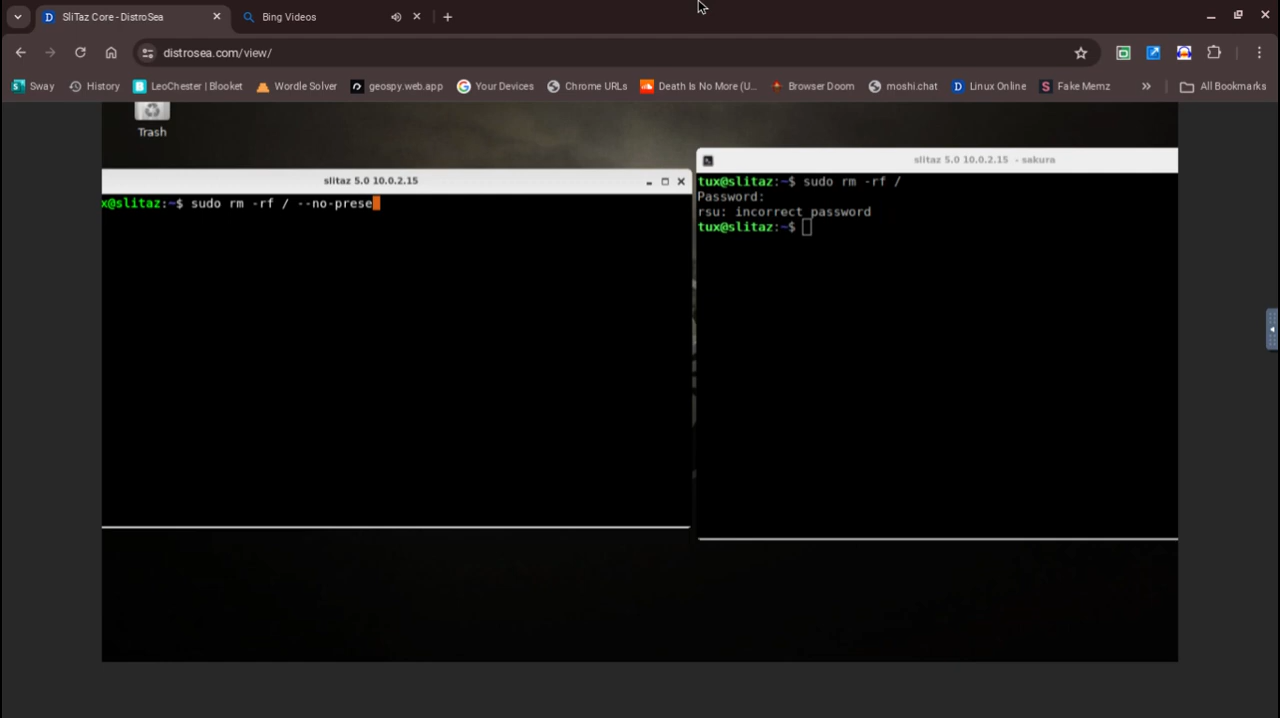 SliTaz Core - DistroSea
Bing Videos
distrosea.com/view/
Sway
History
LeoChester | Blooket
Wordle Solver
geospy.web.app
Your Devices
Chrome URLs
Death Is No More (U...
Browser Doom
moshi.chat
Linux Online
Fake Memz
All Bookmarks
Trash
slitaz 5.0 10.0.2.15
x@slitaz:~$ sudo rm -rf / --no-prese
slitaz 5.0 10.0.2.15 - sakura
tux@slitaz:~$ sudo rm -rf /
Password:
rsu: incorrect password
tux@slitaz:~$